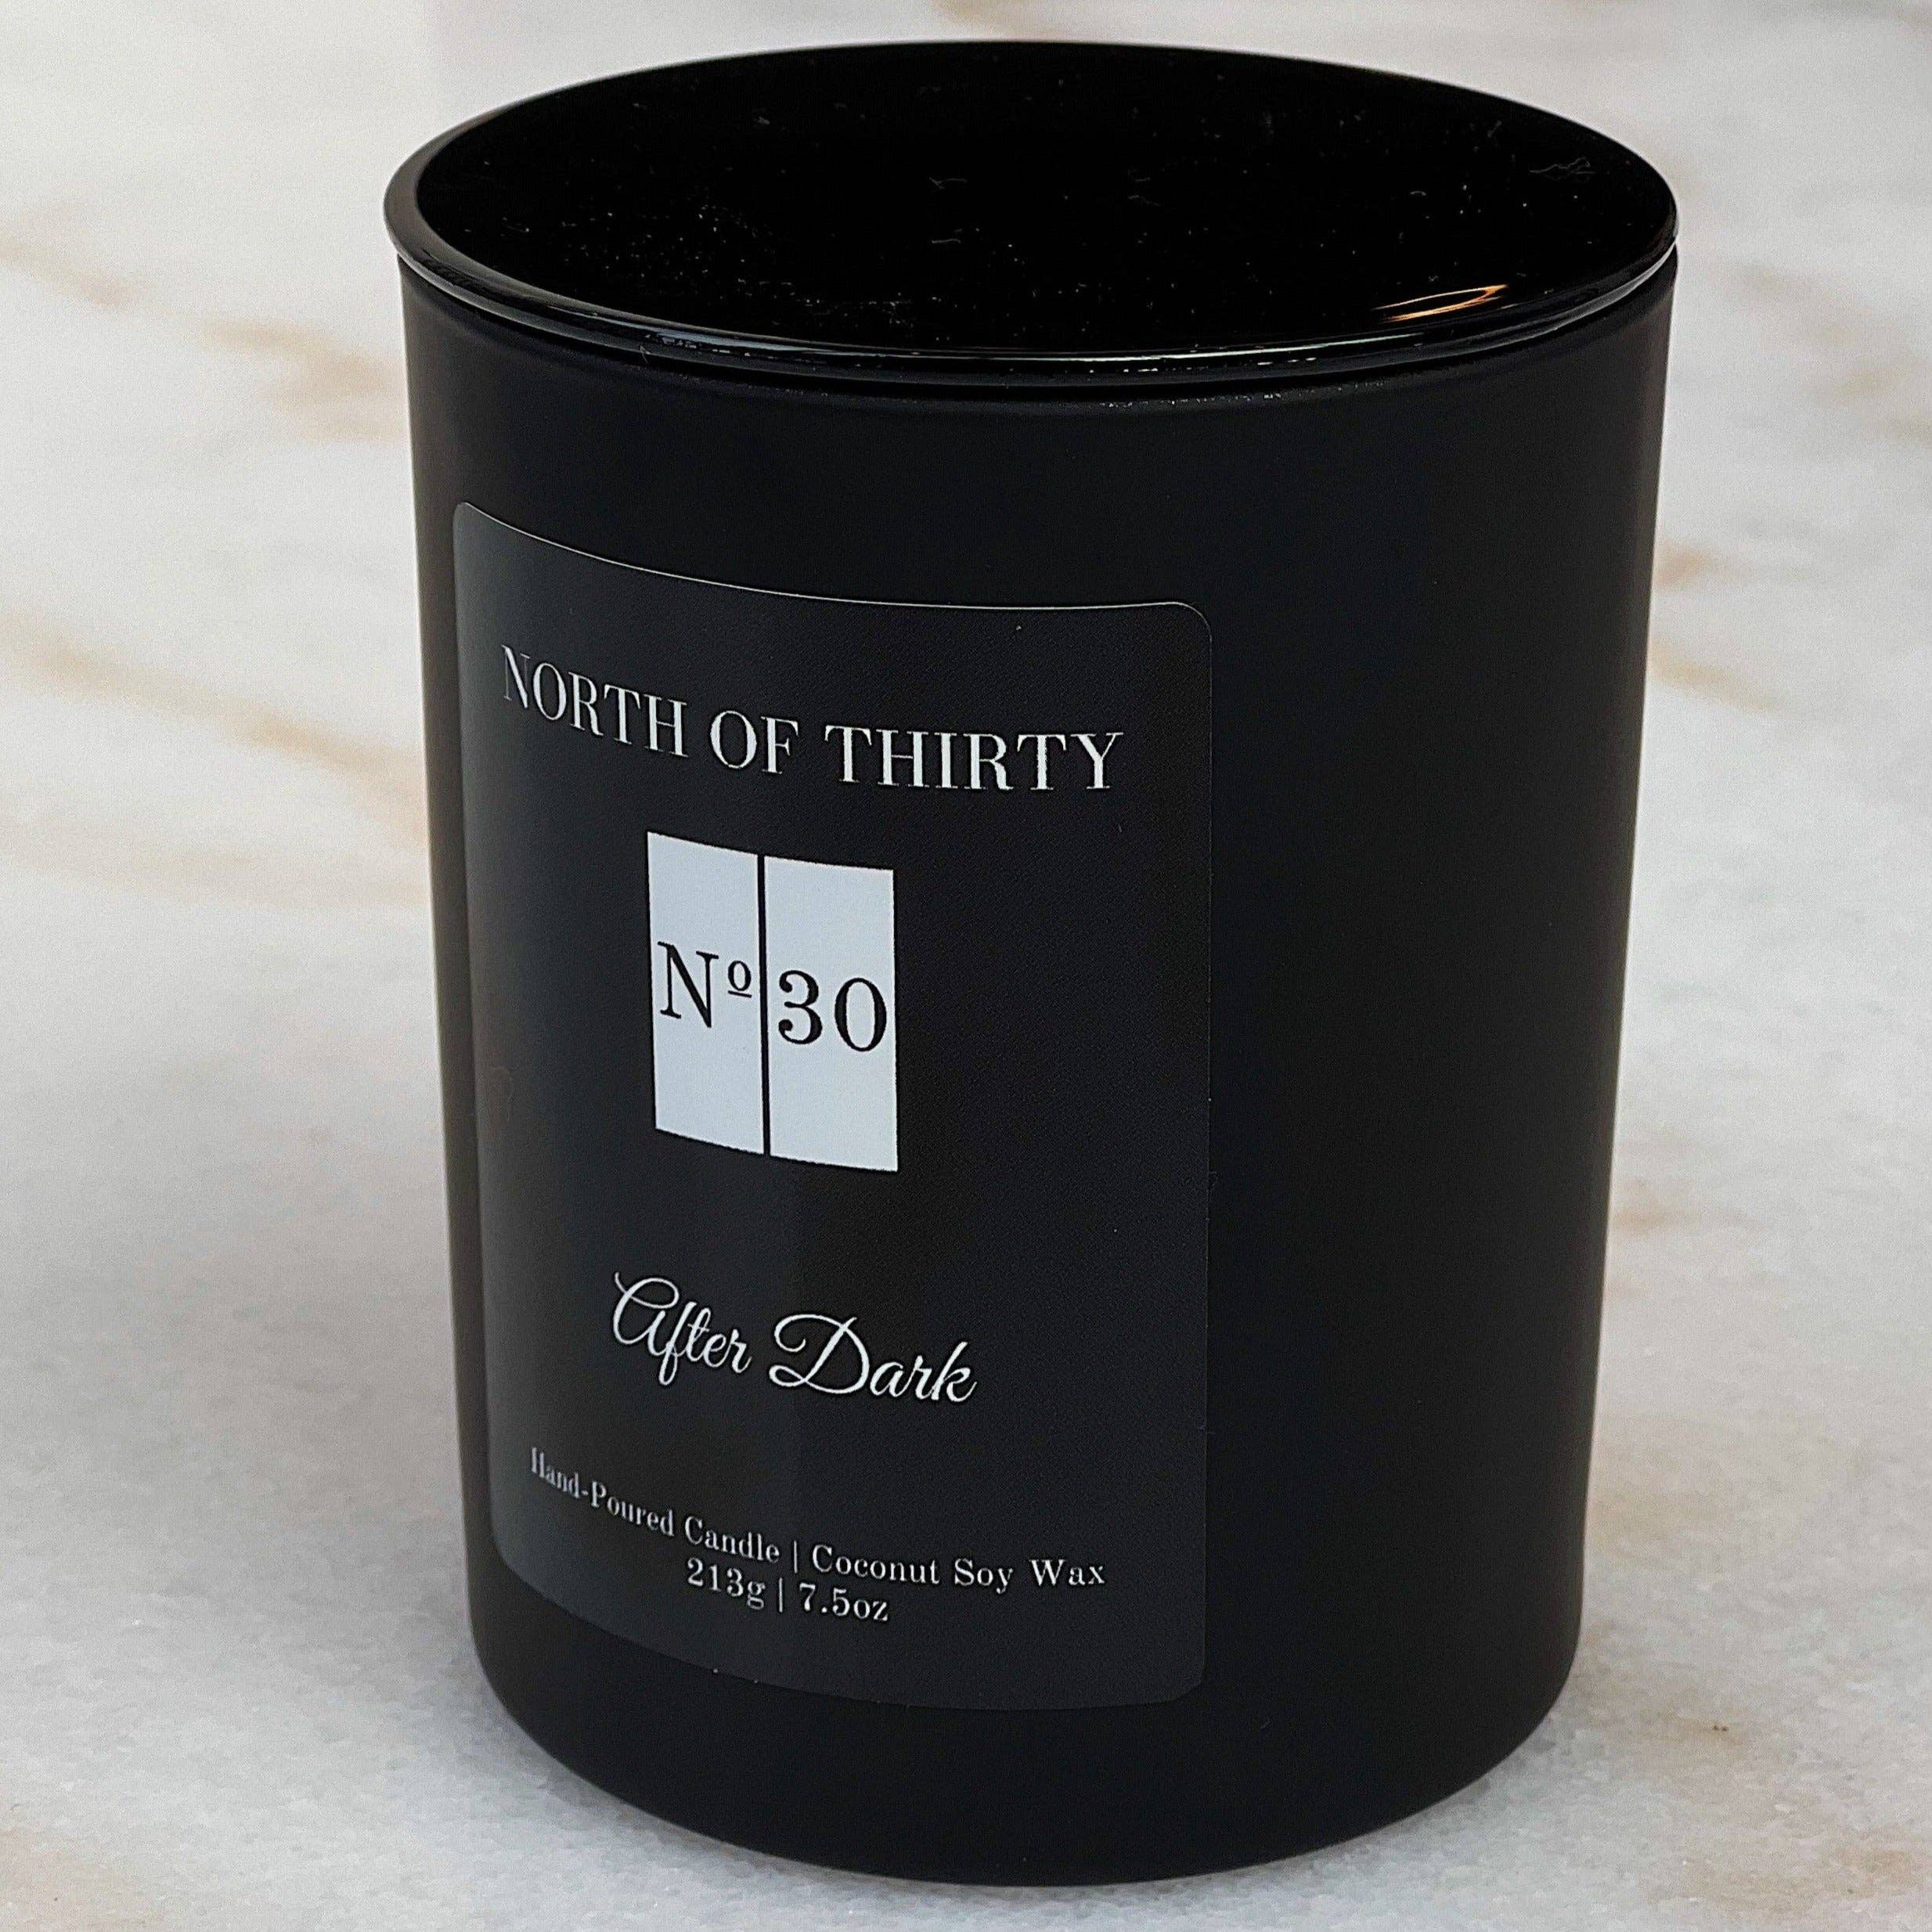 NORTH OF THIRTY
Nº 30
After Dark
Hand-Poured Candle | Coconut Soy Wax
213g | 7.5oz